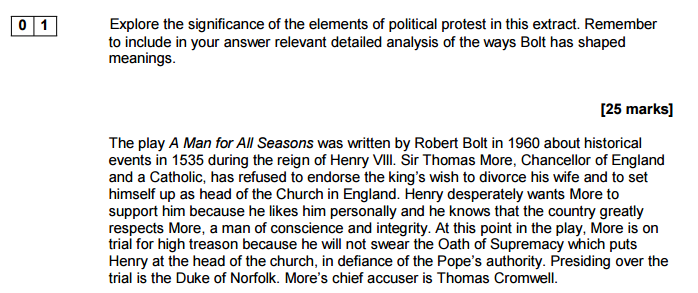 0 1 Explore the significance of the elements of political protest in this extract. Remember
to include in your answer relevant detailed analysis of the ways Bolt has shaped
meanings.
[25 marks]
The play A Man for All Seasons was written by Robert Bolt in 1960 about historical
events in 1535 during the reign of Henry VIII. Sir Thomas More, Chancellor of England
and a Catholic, has refused to endorse the king's wish to divorce his wife and to set
himself up as head of the Church in England. Henry desperately wants More to
support him because he likes him personally and he knows that the country greatly
respects More, a man of conscience and integrity. At this point in the play, More is on
trial for high treason because he will not swear the Oath of Supremacy which puts
Henry at the head of the church, in defiance of the Pope's authority. Presiding over the
trial is the Duke of Norfolk. More's chief accuser is Thomas Cromwell.